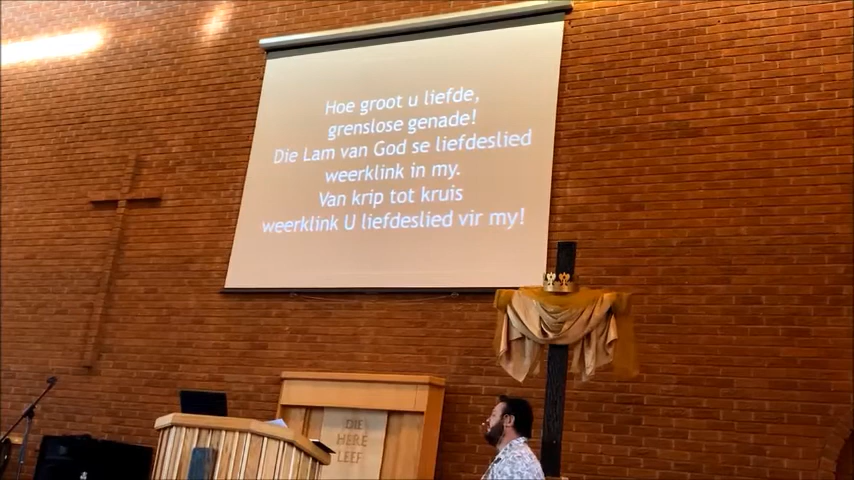 Hoe groot u liefde,
grenslose genade!
Die Lam van God se liefdeslied
weerklink in my.
Van krip tot kruis
weerklink U liefdeslied vir my!
DIE
HERE
LEEF